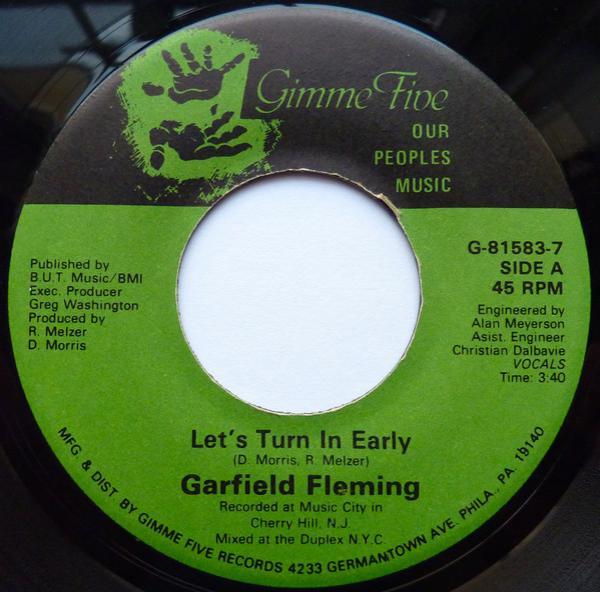 Gimme Five
OUR
PEOPLES
MUSIC
Published by
B.U.T. Music/BMI
Exec. Producer
Greg Washington
Produced by
R. Melzer
D. Morris
G-81583-7
SIDE A
45 RPM
Engineered by
Alan Meyerson
Asist. Engineer
Christian Dalbavie
VOCALS
Time: 3:40
Let's Turn In Early
(D. Morris, R. Melzer)
Garfield Fleming
Recorded at Music City in
Cherry Hill, N.J.
Mixed at the Duplex N.Y.C.
MFG. & DIST. BY GIMME FIVE RECORDS 4233 GERMANTOWN AVE. PHILA., PA. 19140